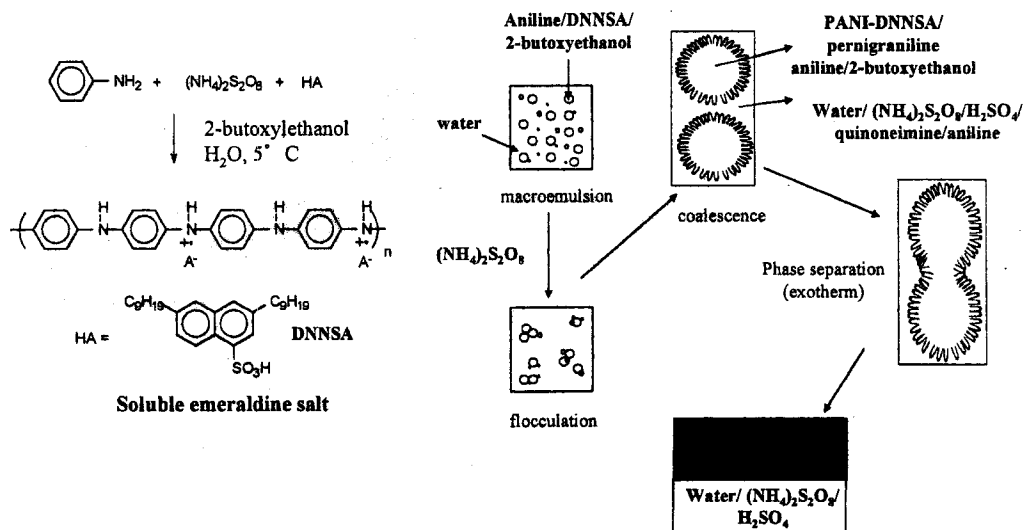 NH₂ + (NH₄)₂S₂O₈ + HA
2-butoxylethanol
H₂O, 5° C
H H H H
N N N N
n
A⁻ A⁻
C₉H₁₉ C₉H₁₉
HA =
DNNSA
SO₃H
Soluble emeraldine salt
Aniline/DNNSA/
2-butoxyethanol
water
macroemulsion
(NH₄)₂S₂O₈
flocculation
coalescence
PANI-DNNSA/
pernigraniline
aniline/2-butoxyethanol
Water/ (NH₄)₂S₂O₈/H₂SO₄/
quinoneimine/aniline
Phase separation
(exotherm)
Water/ (NH₄)₂S₂O₈/
H₂SO₄